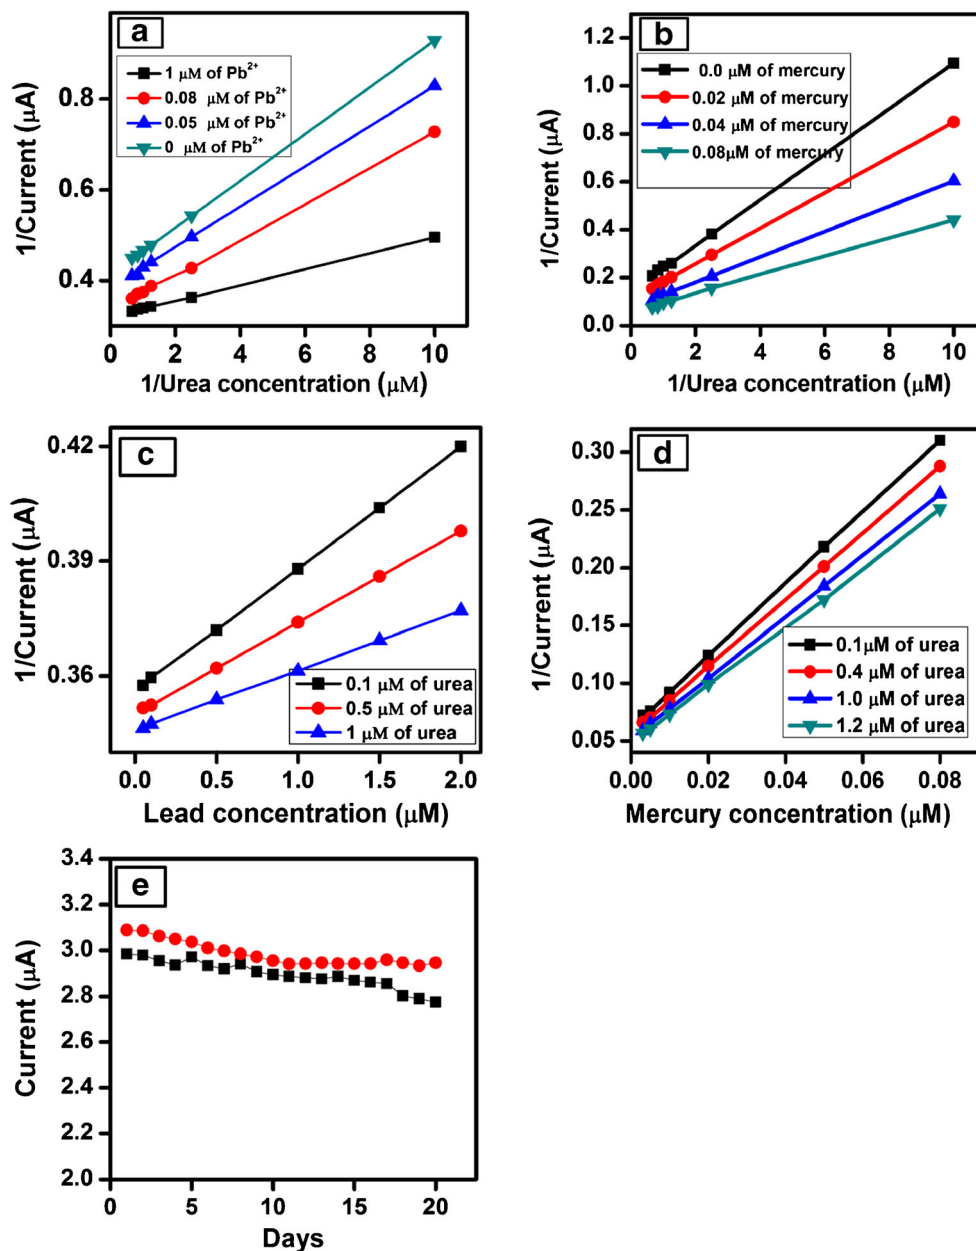 a
1 μM of Pb²⁺
0.08 μM of Pb²⁺
0.05 μM of Pb²⁺
0 μM of Pb²⁺
0.8
0.6
0.4
1/Current (μA)
0 2 4 6 8 10
1/Urea concentration (μM)
b
0.0 μM of mercury
0.02 μM of mercury
0.04 μM of mercury
0.08μM of mercury
1.2
1.0
0.8
0.6
0.4
0.2
0.0
1/Current (μA)
0 2 4 6 8 10
1/Urea concentration (μM)
c
0.42
0.39
0.36
1/Current (μA)
0.1 μM of urea
0.5 μM of urea
1 μM of urea
0.0 0.5 1.0 1.5 2.0
Lead concentration (μM)
d
0.30
0.25
0.20
0.15
0.10
0.05
1/Current (μA)
0.1μM of urea
0.4 μM of urea
1.0 μM of urea
1.2 μM of urea
0.00 0.02 0.04 0.06 0.08
Mercury concentration (μM)
e
3.4
3.2
3.0
2.8
2.6
2.4
2.2
2.0
Current (μA)
0 5 10 15 20
Days